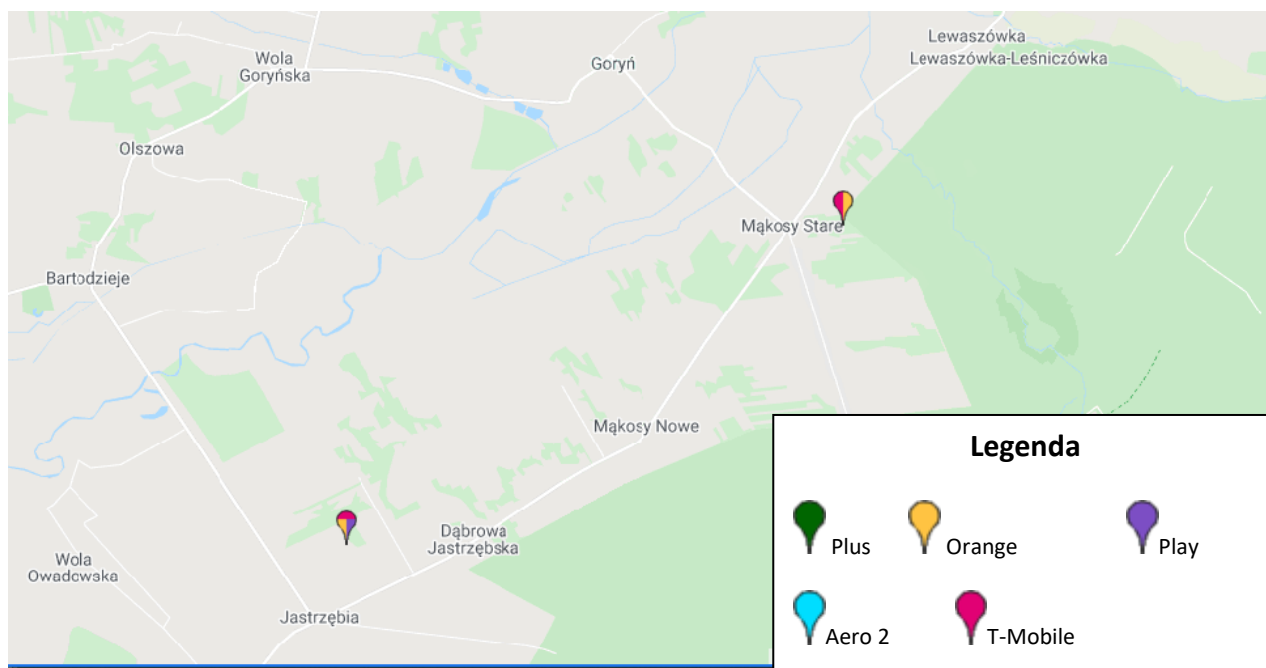 Lewaszówka
Lewaszówka-Leśniczówka
Wola
Goryńska
Goryń
Olszowa
Mąkosy Stare
Bartodzieje
Mąkosy Nowe
Dąbrowa
Jastrzębska
Wola
Owadowska
Jastrzębia
Legenda
Plus
Orange
Play
Aero 2
T-Mobile